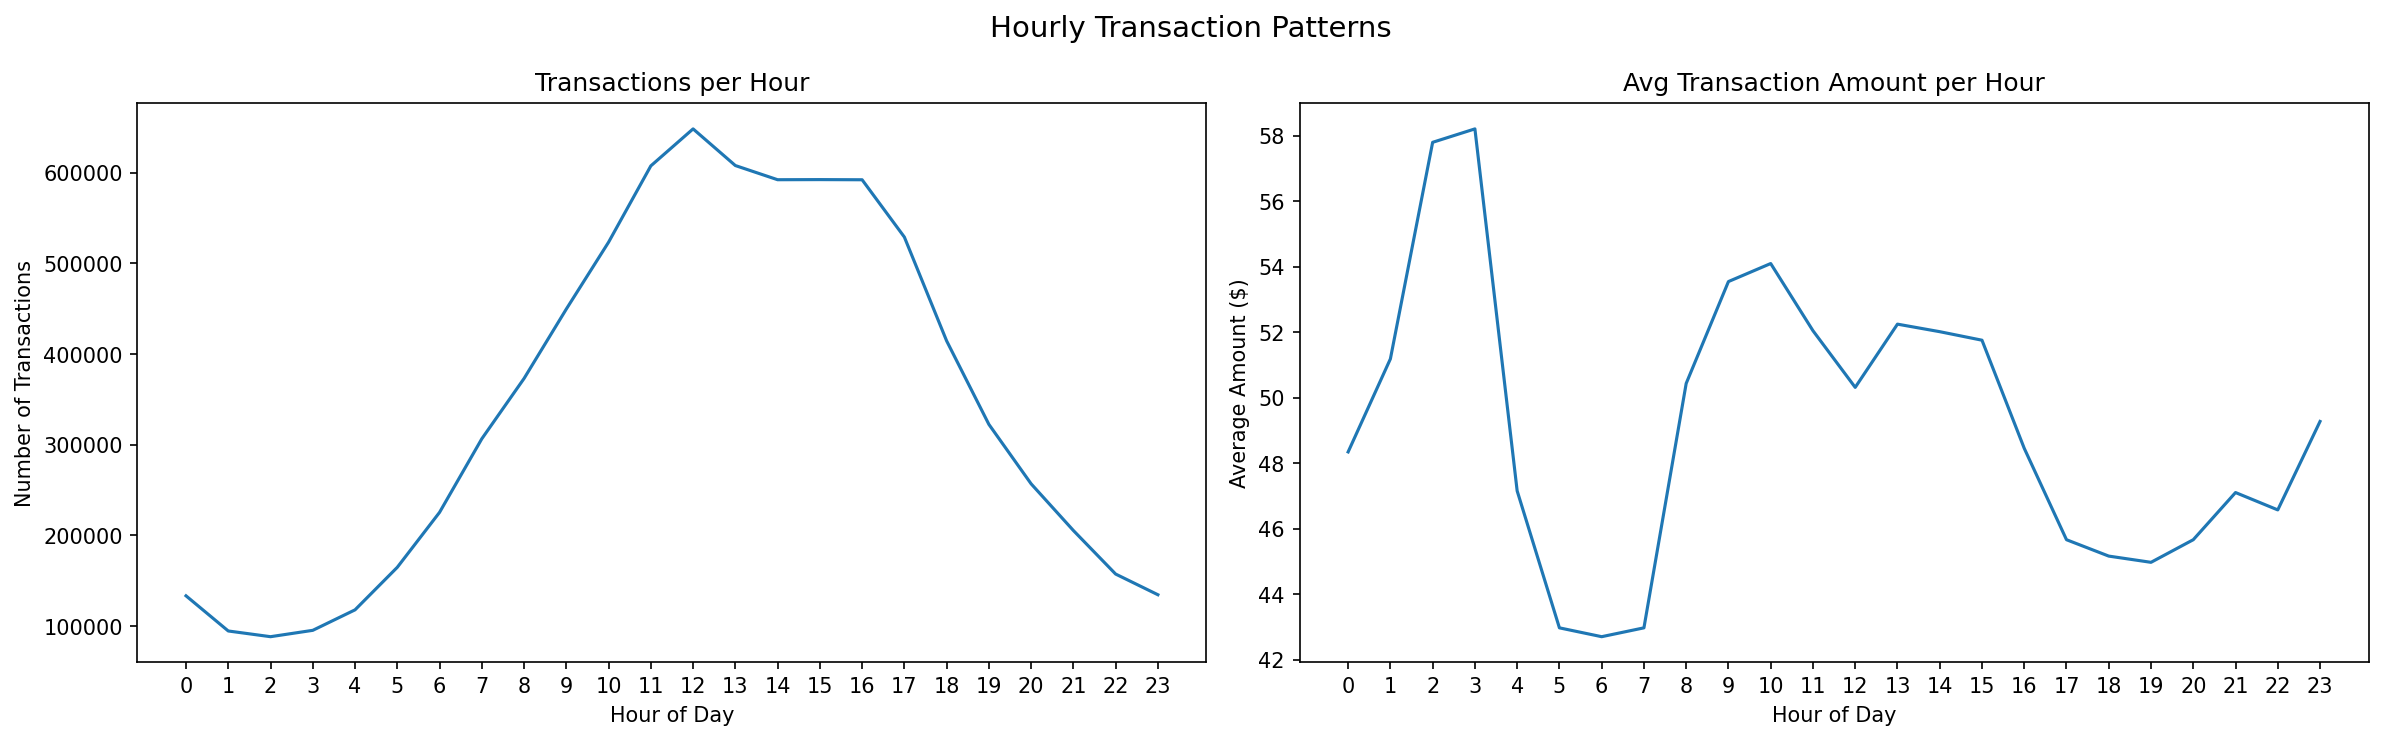 Hourly Transaction Patterns
Transactions per Hour
Number of Transactions
600000
500000
400000
300000
200000
100000
0 1 2 3 4 5 6 7 8 9 10 11 12 13 14 15 16 17 18 19 20 21 22 23
Hour of Day
Avg Transaction Amount per Hour
Average Amount ($)
58
56
54
52
50
48
46
44
42
0 1 2 3 4 5 6 7 8 9 10 11 12 13 14 15 16 17 18 19 20 21 22 23
Hour of Day